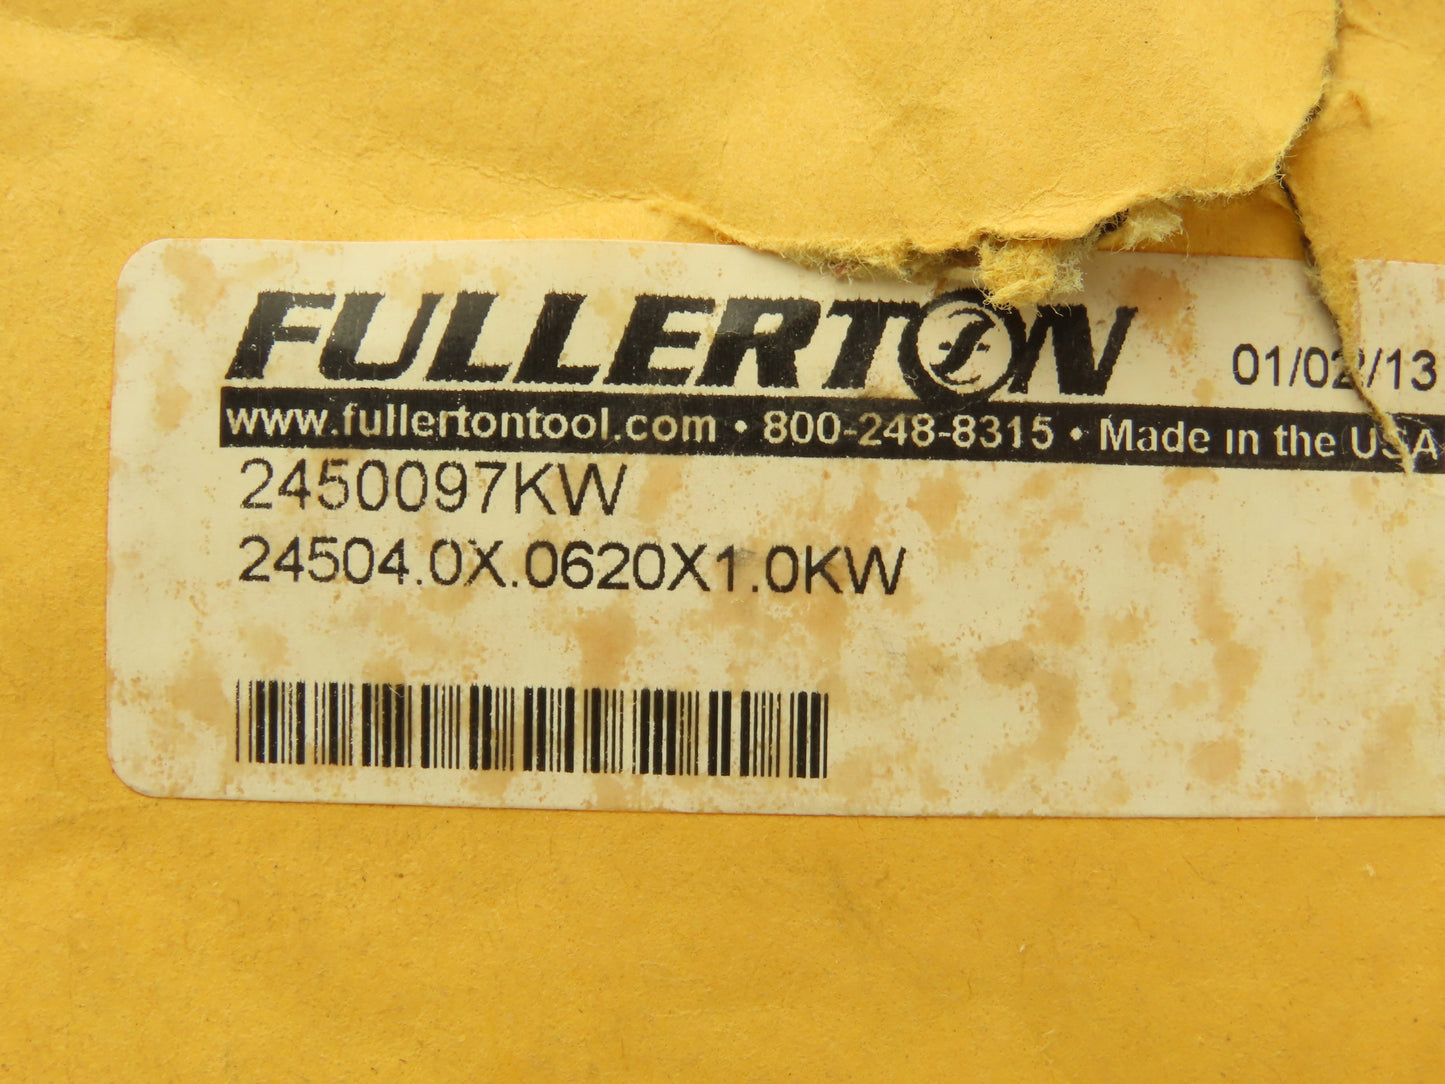 FULLERTON
01/02/13
www.fullertontool.com • 800-248-8315 • Made in the USA
2450097KW
24504.0X.0620X1.0KW